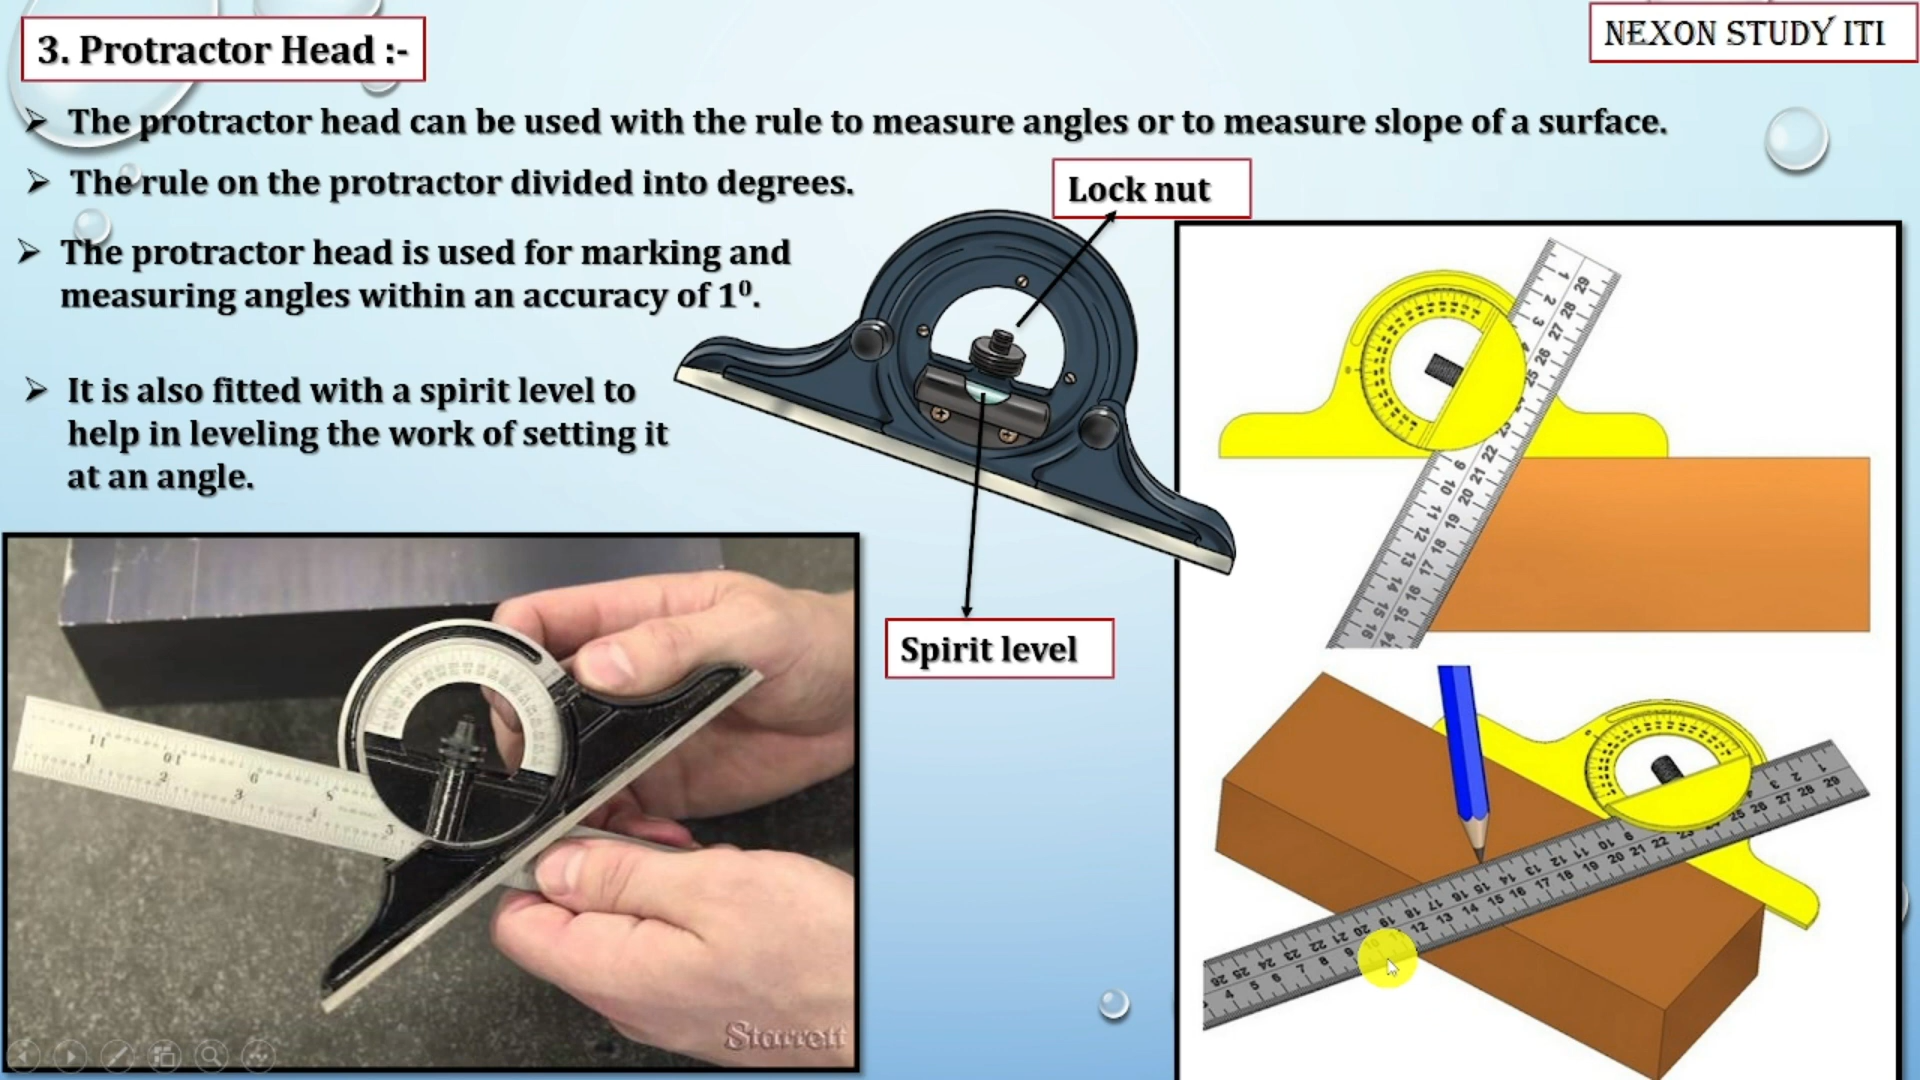 3. Protractor Head :-
NEXON STUDY ITI
➢ The protractor head can be used with the rule to measure angles or to measure slope of a surface.
➢ The rule on the protractor divided into degrees.
Lock nut
➢ The protractor head is used for marking and
measuring angles within an accuracy of 1⁰.
➢ It is also fitted with a spirit level to
help in leveling the work of setting it
at an angle.
Spirit level
Starrett